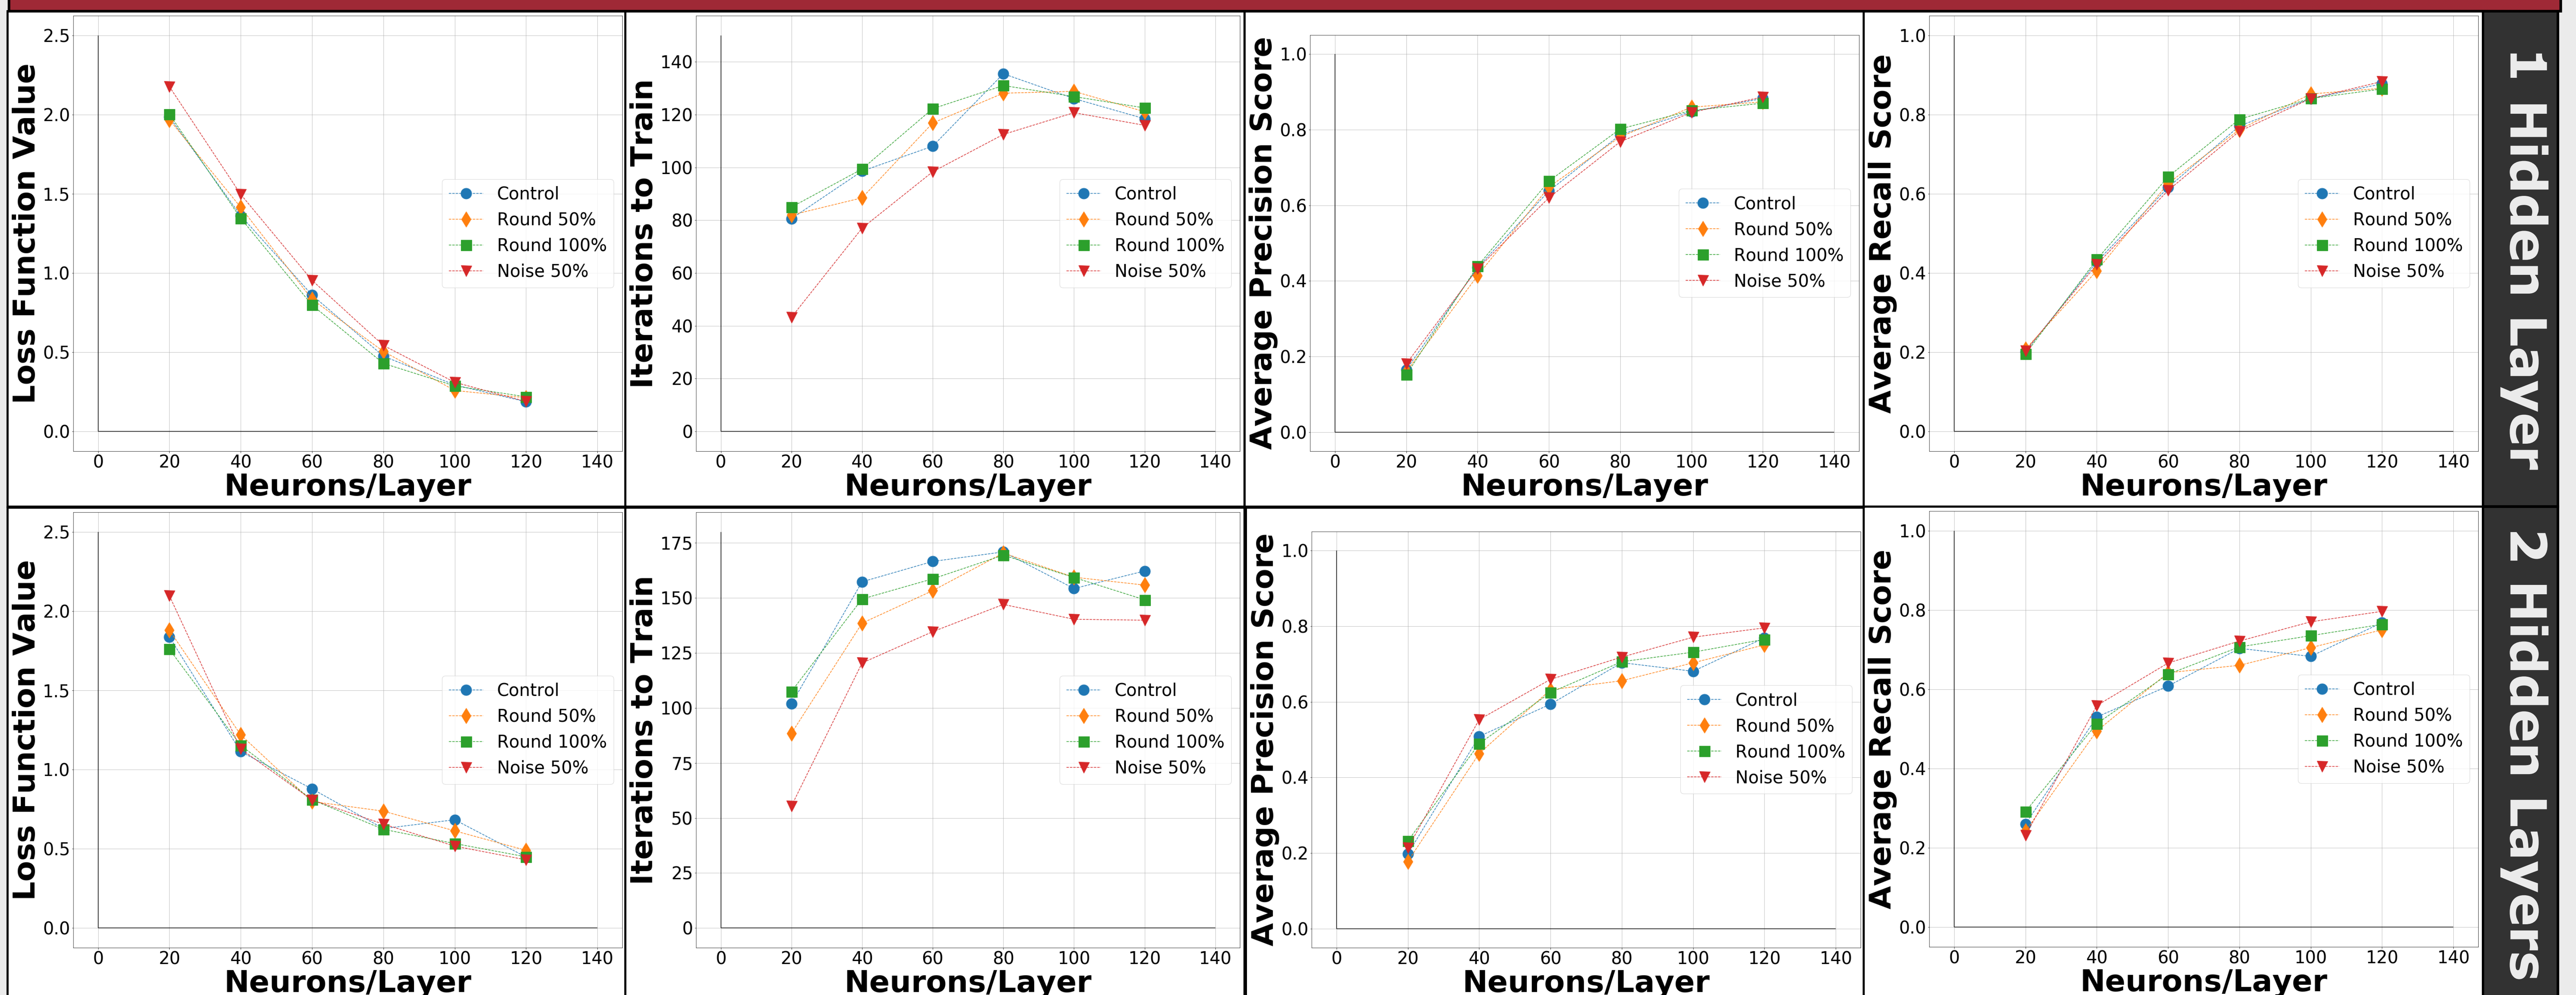 Loss Function Value
2.5
2.0
1.5
1.0
0.5
0.0
0 20 40 60 80 100 120 140
Neurons/Layer
Control
Round 50%
Round 100%
Noise 50%
Iterations to Train
140
120
100
80
60
40
20
0
0 20 40 60 80 100 120 140
Neurons/Layer
Control
Round 50%
Round 100%
Noise 50%
Average Precision Score
1.0
0.8
0.6
0.4
0.2
0.0
0 20 40 60 80 100 120 140
Neurons/Layer
Control
Round 50%
Round 100%
Noise 50%
Average Recall Score
1.0
0.8
0.6
0.4
0.2
0.0
0 20 40 60 80 100 120 140
Neurons/Layer
Control
Round 50%
Round 100%
Noise 50%
1 Hidden Layer
Loss Function Value
2.5
2.0
1.5
1.0
0.5
0.0
0 20 40 60 80 100 120 140
Neurons/Layer
Control
Round 50%
Round 100%
Noise 50%
Iterations to Train
175
150
125
100
75
50
25
0
0 20 40 60 80 100 120 140
Neurons/Layer
Control
Round 50%
Round 100%
Noise 50%
Average Precision Score
1.0
0.8
0.6
0.4
0.2
0.0
0 20 40 60 80 100 120 140
Neurons/Layer
Control
Round 50%
Round 100%
Noise 50%
Average Recall Score
1.0
0.8
0.6
0.4
0.2
0.0
0 20 40 60 80 100 120 140
Neurons/Layer
Control
Round 50%
Round 100%
Noise 50%
2 Hidden Layers